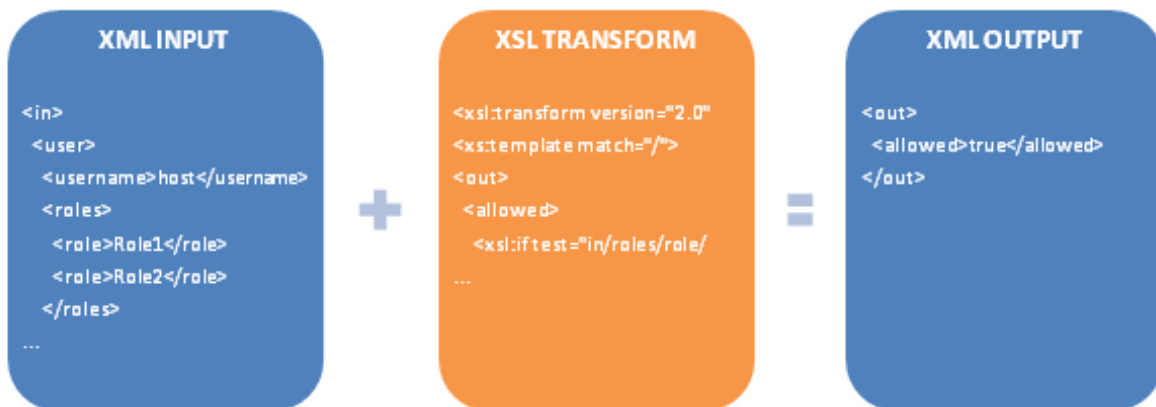 XML INPUT
<in>
<user>
<username>host</username>
<roles>
<role>Role1</role>
<role>Role2</role>
</roles>
...
XSL TRANSFORM
<xsl:transform version="2.0"
<xs:template match="/">
<out>
<allowed>
<xsl:if test="in/roles/role/
...
XML OUTPUT
<out>
<allowed>true</allowed>
</out>